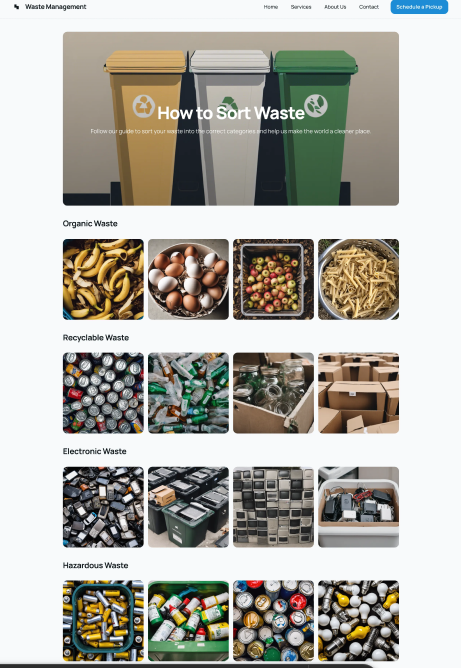 Waste Management
Home Services About Us Contact Schedule a Pickup
How to Sort Waste
Follow our guide to sort your waste into the correct categories and help us make the world a cleaner place.
Organic Waste
Recyclable Waste
Electronic Waste
Hazardous Waste